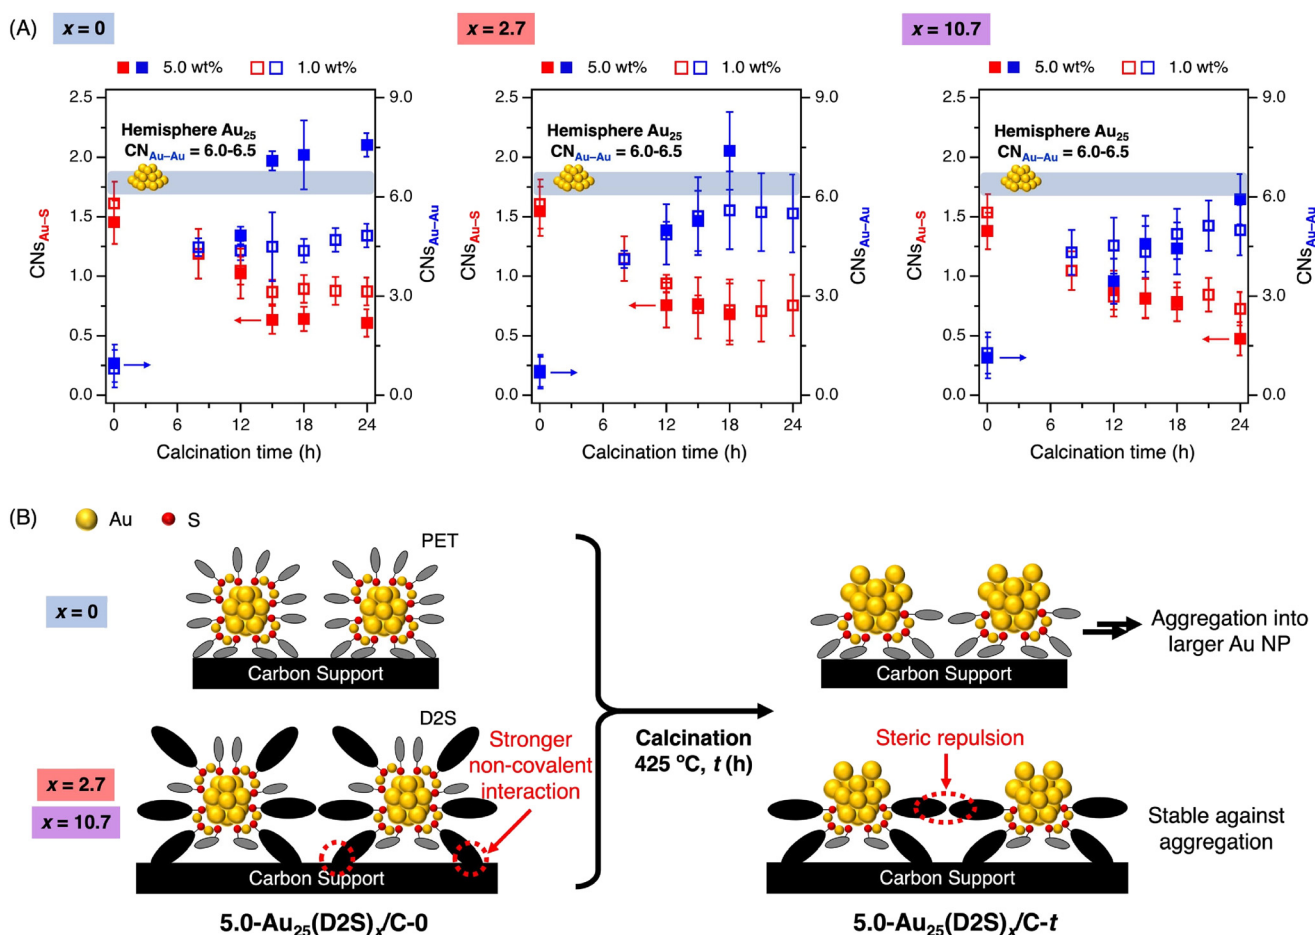 (A)
x = 0
5.0 wt% 1.0 wt%
Hemisphere Au25
CNAu–Au = 6.0-6.5
2.5
2.0
1.5
1.0
0.5
0.0
9.0
6.0
3.0
0.0
CNsAu–S
CNsAu–Au
0 6 12 18 24
Calcination time (h)
x = 2.7
5.0 wt% 1.0 wt%
Hemisphere Au25
CNAu–Au = 6.0-6.5
2.5
2.0
1.5
1.0
0.5
0.0
9.0
6.0
3.0
0.0
CNsAu–S
CNsAu–Au
0 6 12 18 24
Calcination time (h)
x = 10.7
5.0 wt% 1.0 wt%
Hemisphere Au25
CNAu–Au = 6.0-6.5
2.5
2.0
1.5
1.0
0.5
0.0
9.0
6.0
3.0
0.0
CNsAu–S
CNsAu–Au
0 6 12 18 24
Calcination time (h)
(B)
Au S
PET
x = 0
Carbon Support
Carbon Support
Aggregation into
larger Au NP
D2S
Stronger
non-covalent
interaction
x = 2.7
x = 10.7
Carbon Support
Calcination
425 ºC, t (h)
Steric repulsion
Carbon Support
Stable against
aggregation
5.0-Au25(D2S)x/C-0
5.0-Au25(D2S)x/C-t